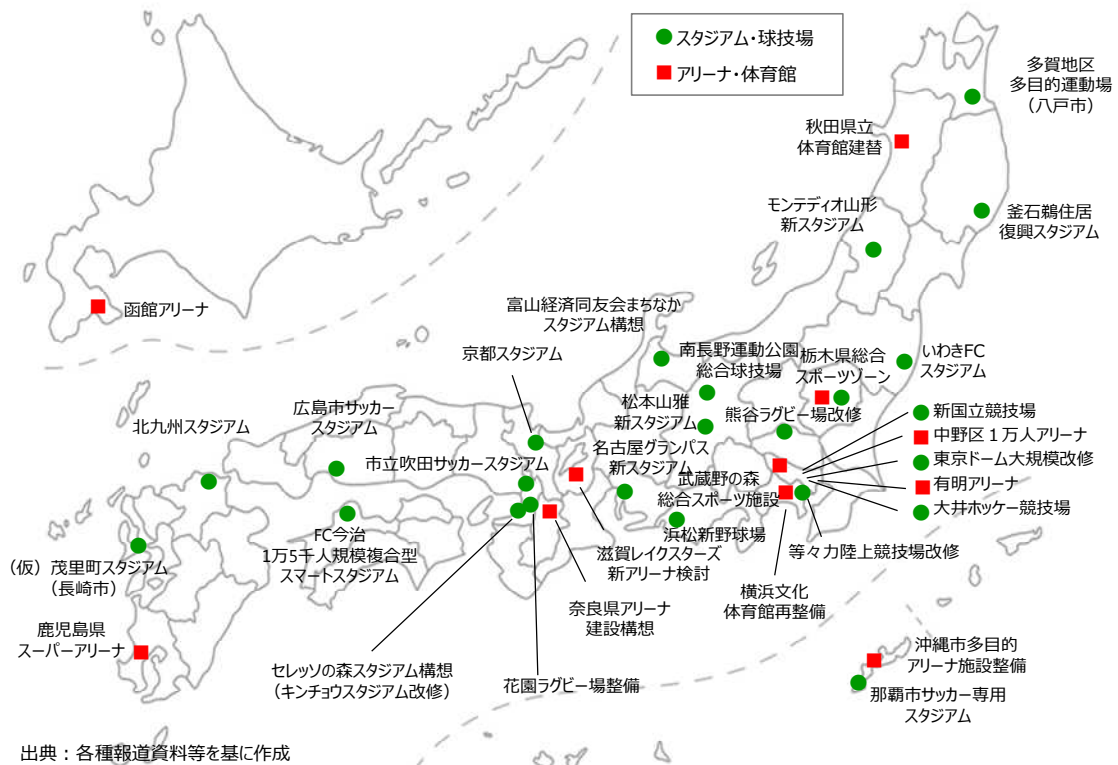 スタジアム・球技場
アリーナ・体育館
多賀地区
多目的運動場
（八戸市）
秋田県立
体育館建替
モンテディオ山形
新スタジアム
釜石鵜住居
復興スタジアム
函館アリーナ
富山経済同友会まちなか
スタジアム構想
京都スタジアム
南長野運動公園
総合球技場
栃木県総合
スポーツゾーン
いわきFC
スタジアム
北九州スタジアム
広島市サッカー
スタジアム
松本山雅
新スタジアム
熊谷ラグビー場改修
新国立競技場
中野区１万人アリーナ
東京ドーム大規模改修
有明アリーナ
大井ホッケー競技場
市立吹田サッカースタジアム
名古屋グランパス
新スタジアム
武蔵野の森
総合スポーツ施設
浜松新野球場
等々力陸上競技場改修
FC今治
1万5千人規模複合型
スマートスタジアム
（仮）茂里町スタジアム
（長崎市）
滋賀レイクスターズ
新アリーナ検討
横浜文化
体育館再整備
奈良県アリーナ
建設構想
鹿児島県
スーパーアリーナ
セレッソの森スタジアム構想
（キンチョウスタジアム改修）
花園ラグビー場整備
沖縄市多目的
アリーナ施設整備
那覇市サッカー専用
スタジアム
出典：各種報道資料等を基に作成